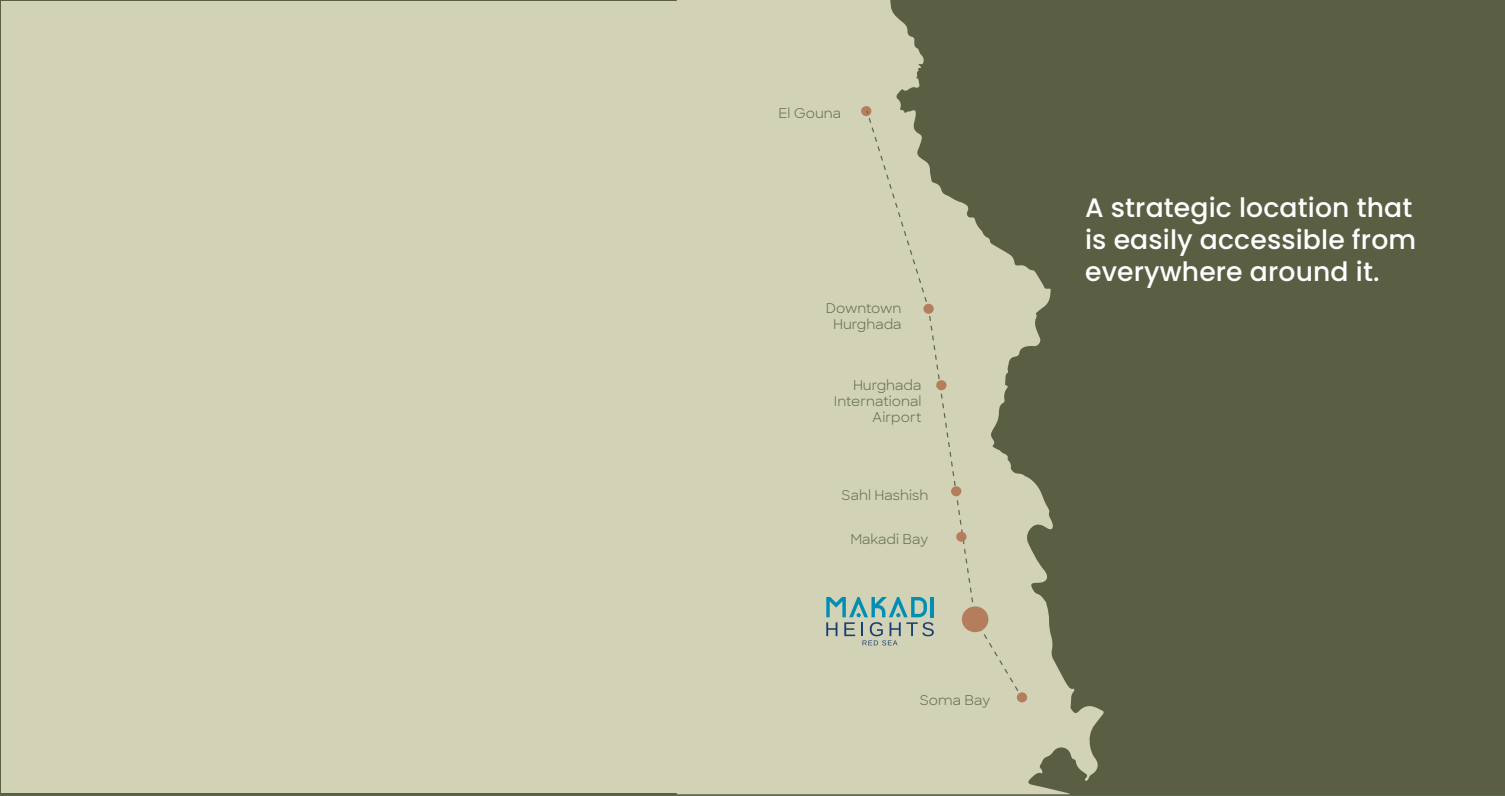 El Gouna
A strategic location that
is easily accessible from
everywhere around it.
Downtown
Hurghada
Hurghada
International
Airport
Sahl Hashish
Makadi Bay
MAKADI
HEIGHTS
RED SEA
Soma Bay